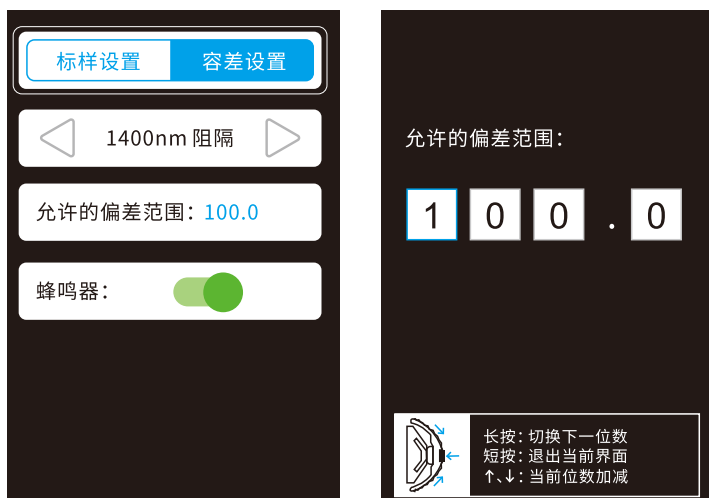 标样设置 容差设置
1400nm 阻隔
允许的偏差范围：100.0
蜂鸣器：
允许的偏差范围：
1 0 0 . 0
长按：切换下一位数
短按：退出当前界面
↑、↓：当前位数加减